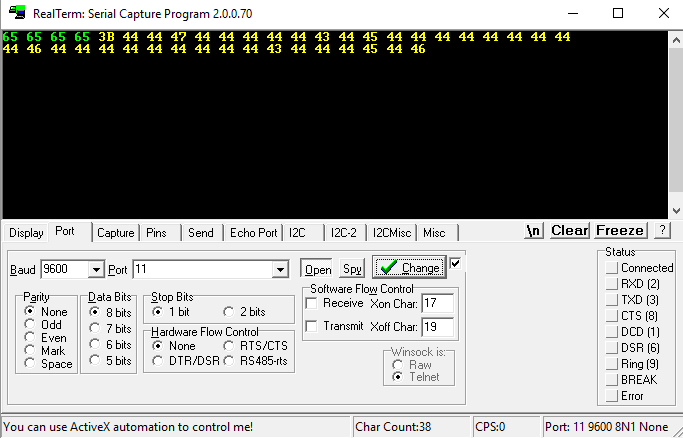 RealTerm: Serial Capture Program 2.0.0.70
65 65 65 65 3B 44 44 47 44 44 44 44 44 43 44 45 44 44 44 44 44 44 44 44
44 46 44 44 44 44 44 44 44 44 43 44 44 44 45 44 46
Display Port Capture Pins Send Echo Port I2C I2C-2 I2CMisc Misc \n Clear Freeze ?
Baud 9600 Port 11 Open Spy Change
Parity
None
Odd
Even
Mark
Space
Data Bits
8 bits
7 bits
6 bits
5 bits
Stop Bits
1 bit 2 bits
Hardware Flow Control
None RTS/CTS
DTR/DSR RS485-rts
Software Flow Control
Receive Xon Char: 17
Transmit Xoff Char: 19
Winsock is:
Raw
Telnet
Status
Connected
RXD (2)
TXD (3)
CTS (8)
DCD (1)
DSR (6)
Ring (9)
BREAK
Error
You can use ActiveX automation to control me! Char Count:38 CPS:0 Port: 11 9600 8N1 None